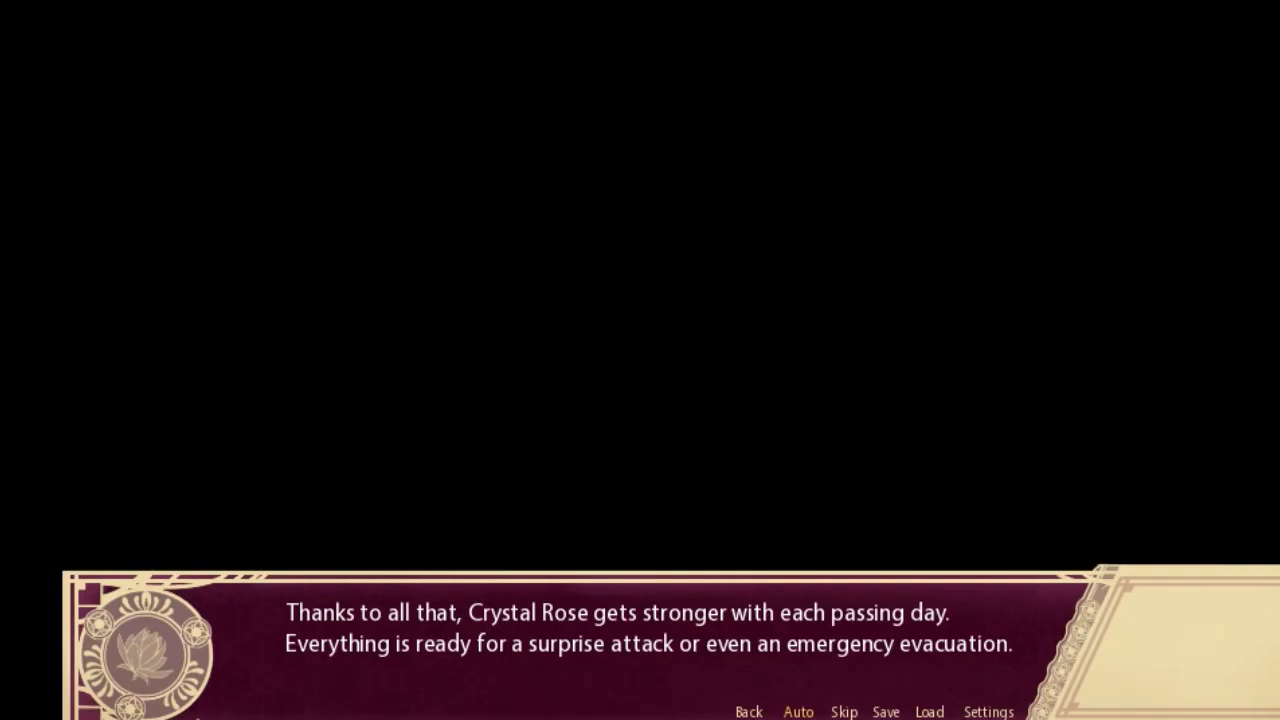 Thanks to all that, Crystal Rose gets stronger with each passing day.
Everything is ready for a surprise attack or even an emergency evacuation.
Back Auto Skip Save Load Settings